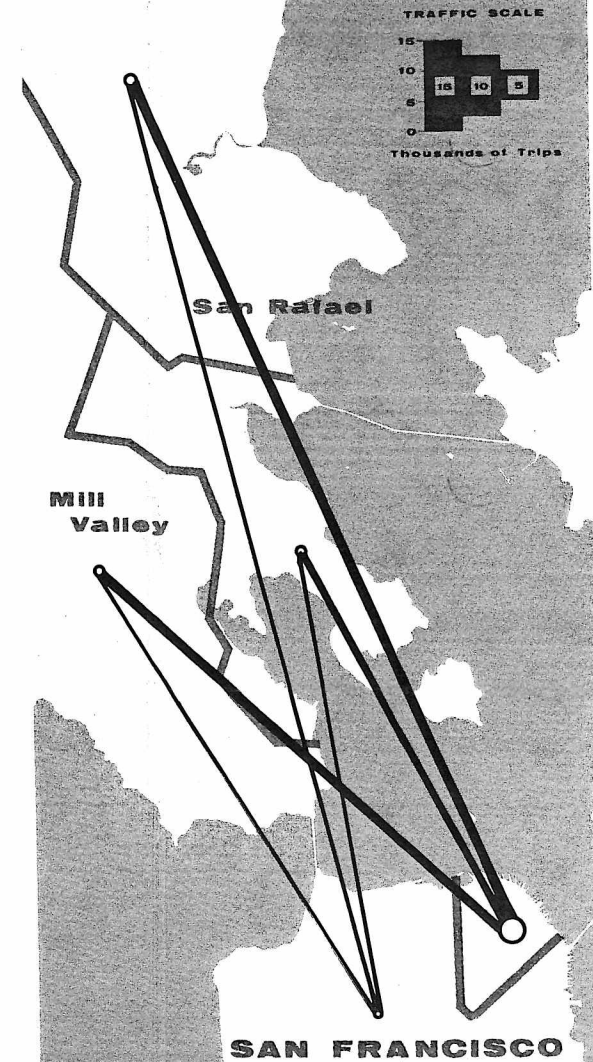 TRAFFIC SCALE
15
10
5
0
15 10 5
Thousands of Trips
San Rafael
Mill
Valley
SAN FRANCISCO